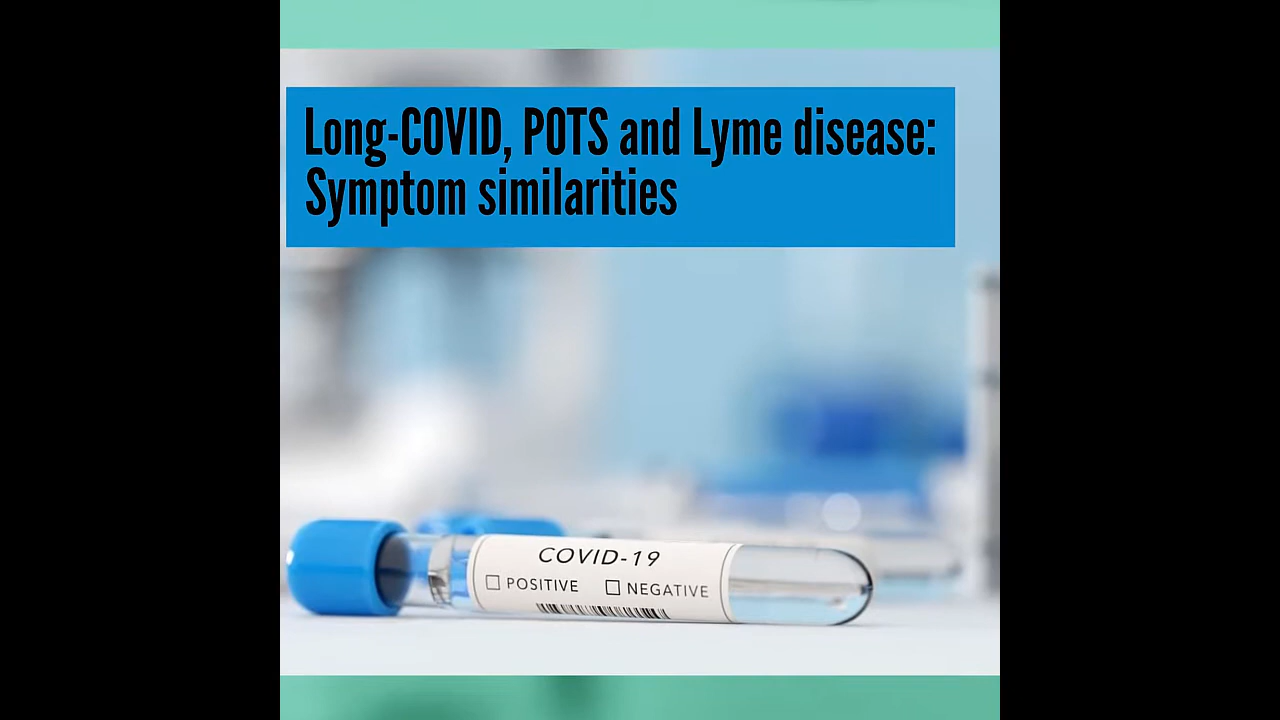 Long-COVID, POTS and Lyme disease:
Symptom similarities
COVID-19
POSITIVE NEGATIVE